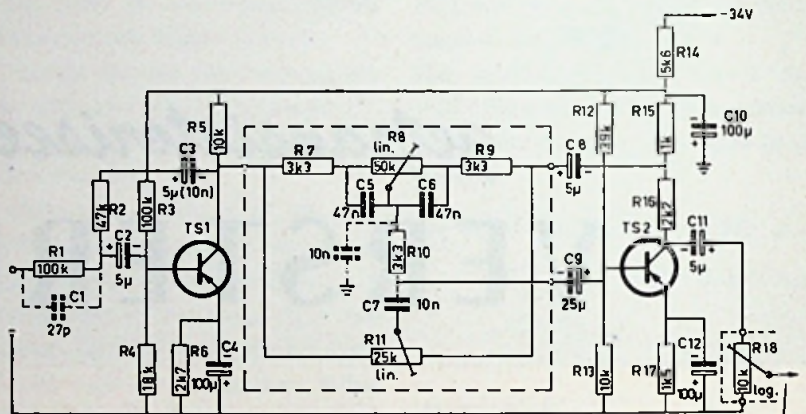 -34V
R14
5k6
R5
10k
R8
lin.
50k
R7
3k3
R9
3k3
R12
39k
R15
1k
C10
100µ
C3
5µ(10n)
C8
5µ
C5
47n
C6
47n
R2
47k
R3
100k
R16
2k2
C11
5µ
TS1
TS2
R1
100k
C2
5µ
10n
R10
3k3
C9
25µ
C1
27p
C7
10n
R11
25k
lin.
R4
18k
R6
2k7
C4
100µ
R13
10k
R17
1k5
C12
100µ
R18
10k
log.